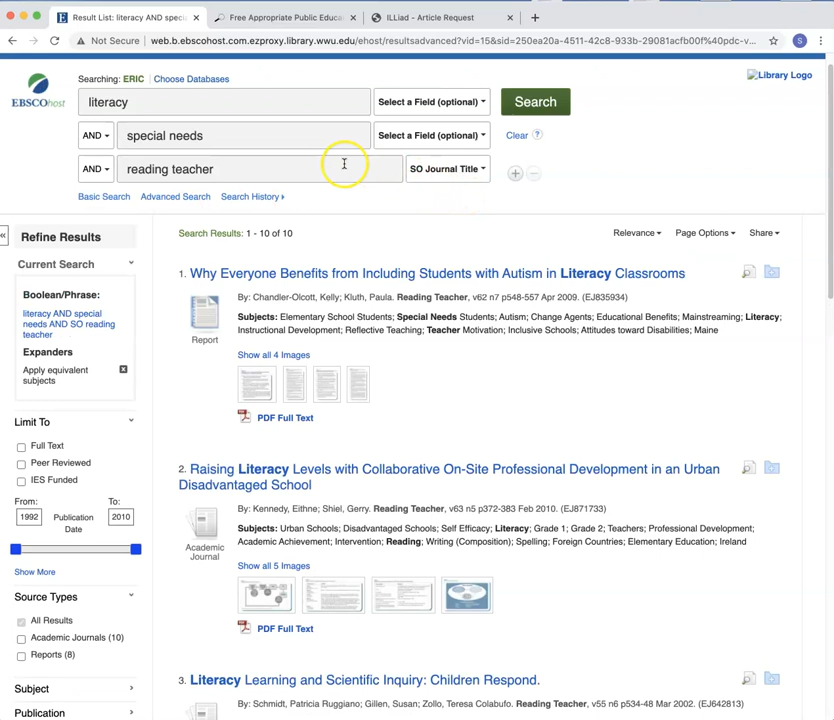 Result List: literacy AND speci
Free Appropriate Public Educa
ILLiad - Article Request
Not Secure
web.b.ebscohost.com.ezproxy.library.wwu.edu/ehost/resultsadvanced?vid=15&sid=250ea20a-4511-42c8-933b-29081acfb00f%40pdc-v...
S
Searching: ERIC
Choose Databases
Library Logo
EBSCOhost
literacy
Select a Field (optional)
Search
AND
special needs
Select a Field (optional)
Clear
?
AND
reading teacher
SO Journal Title
Basic Search
Advanced Search
Search History
Refine Results
Search Results: 1 - 10 of 10
Relevance
Page Options
Share
Current Search
Boolean/Phrase:
literacy AND special
needs AND SO reading
teacher
Expanders
Apply equivalent
subjects
Limit To
Full Text
Peer Reviewed
IES Funded
From:
To:
1992
Publication
Date
2010
Show More
Source Types
All Results
Academic Journals (10)
Reports (8)
Subject
Publication
1. Why Everyone Benefits from Including Students with Autism in Literacy Classrooms
By: Chandler-Olcott, Kelly; Kluth, Paula. Reading Teacher, v62 n7 p548-557 Apr 2009. (EJ835934)
Report
Subjects: Elementary School Students; Special Needs Students; Autism; Change Agents; Educational Benefits; Mainstreaming; Literacy;
Instructional Development; Reflective Teaching; Teacher Motivation; Inclusive Schools; Attitudes toward Disabilities; Maine
Show all 4 Images
PDF Full Text
2. Raising Literacy Levels with Collaborative On-Site Professional Development in an Urban
Disadvantaged School
By: Kennedy, Eithne; Shiel, Gerry. Reading Teacher, v63 n5 p372-383 Feb 2010. (EJ871733)
Academic
Journal
Subjects: Urban Schools; Disadvantaged Schools; Self Efficacy; Literacy; Grade 1; Grade 2; Teachers; Professional Development;
Academic Achievement; Intervention; Reading; Writing (Composition); Spelling; Foreign Countries; Elementary Education; Ireland
Show all 5 Images
PDF Full Text
3. Literacy Learning and Scientific Inquiry: Children Respond.
By: Schmidt, Patricia Ruggiano; Gillen, Susan; Zollo, Teresa Colabufo. Reading Teacher, v55 n6 p534-48 Mar 2002. (EJ642813)